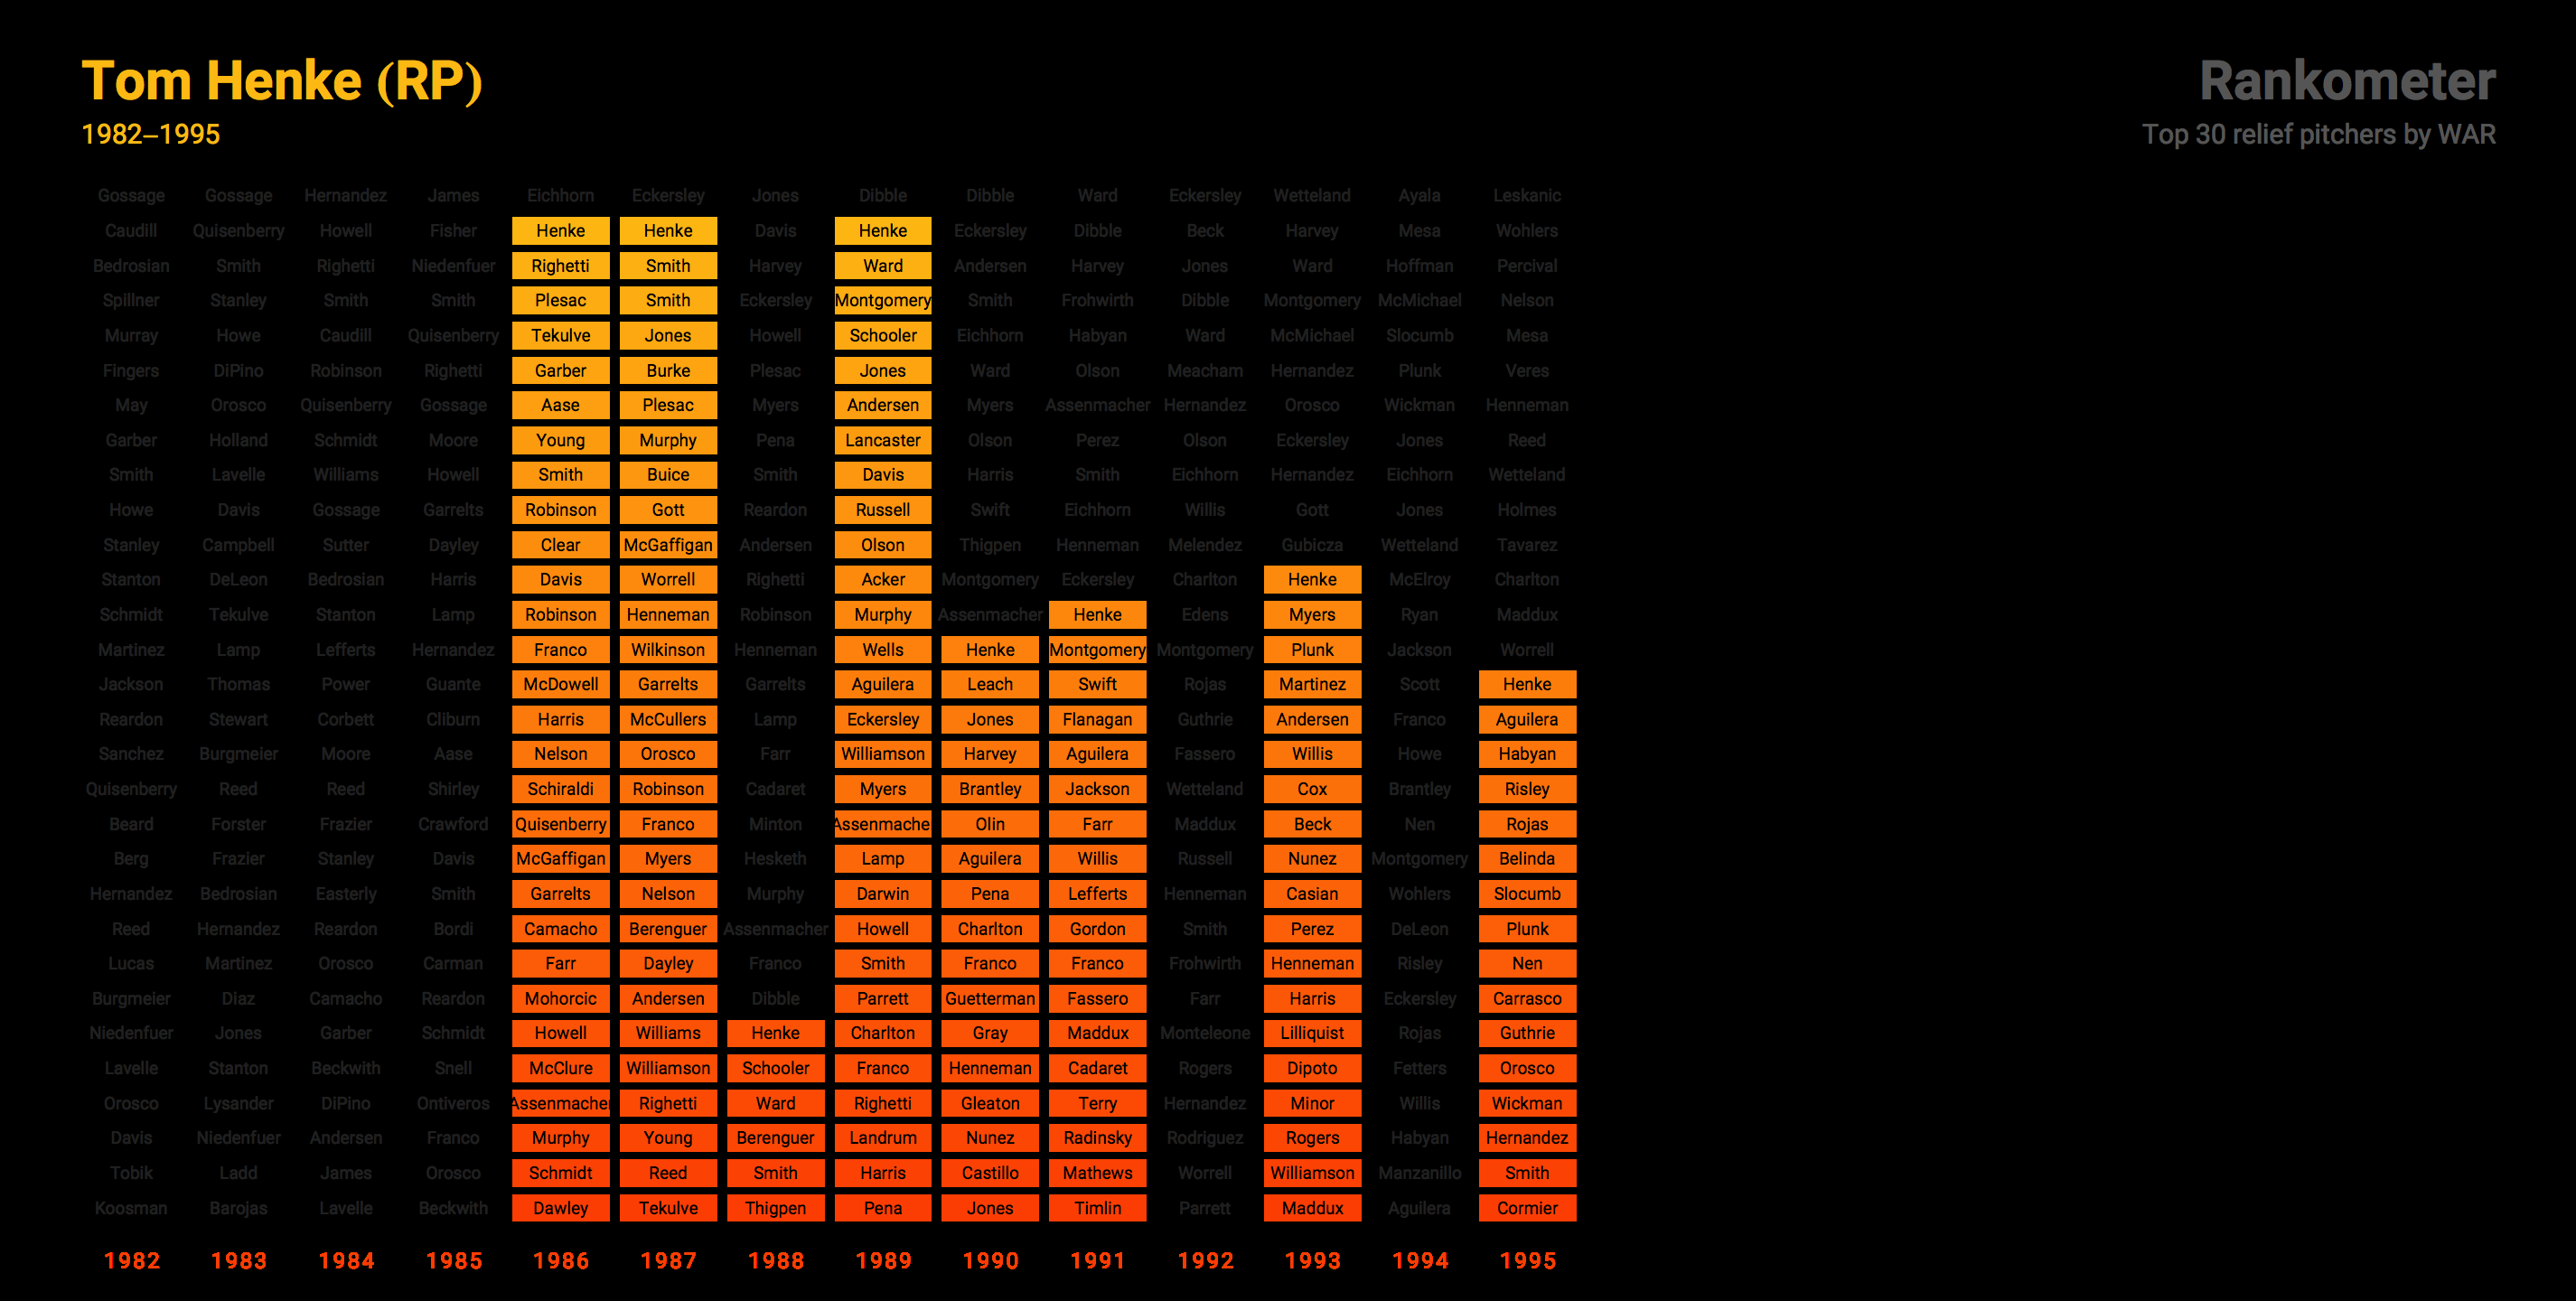 Tom Henke (RP)
1982–1995
Rankometer
Top 30 relief pitchers by WAR
Gossage Gossage Hernandez James Eichhorn Eckersley Jones Dibble Dibble Ward Eckersley Wetteland Ayala Leskanic
Caudill Quisenberry Howell Fisher Henke Henke Davis Henke Eckersley Dibble Beck Harvey Mesa Wohlers
Bedrosian Smith Righetti Niedenfuer Righetti Smith Harvey Ward Andersen Harvey Jones Ward Hoffman Percival
Spillner Stanley Smith Smith Plesac Smith Eckersley Montgomery Smith Frohwirth Dibble Montgomery McMichael Nelson
Murray Howe Caudill Quisenberry Tekulve Jones Howell Schooler Eichhorn Habyan Ward McMichael Slocumb Mesa
Fingers DiPino Robinson Righetti Garber Burke Plesac Jones Ward Olson Meacham Hernandez Plunk Veres
May Orosco Quisenberry Gossage Aase Plesac Myers Andersen Myers Assenmacher Hernandez Orosco Wickman Henneman
Garber Holland Schmidt Moore Young Murphy Pena Lancaster Olson Perez Olson Eckersley Jones Reed
Smith Lavelle Williams Howell Smith Buice Smith Davis Harris Smith Eichhorn Hernandez Eichhorn Wetteland
Howe Davis Gossage Garrelts Robinson Gott Reardon Russell Swift Eichhorn Willis Gott Jones Holmes
Stanley Campbell Sutter Dayley Clear McGaffigan Andersen Olson Thigpen Henneman Melendez Gubicza Wetteland Tavarez
Stanton DeLeon Bedrosian Harris Davis Worrell Righetti Acker Montgomery Eckersley Charlton Henke McElroy Charlton
Schmidt Tekulve Stanton Lamp Robinson Henneman Robinson Murphy Assenmacher Henke Edens Myers Ryan Maddux
Martinez Lamp Lefferts Hernandez Franco Wilkinson Henneman Wells Henke Montgomery Montgomery Plunk Jackson Worrell
Jackson Thomas Power Guante McDowell Garrelts Garrelts Aguilera Leach Swift Rojas Martinez Scott Henke
Reardon Stewart Corbett Cliburn Harris McCullers Lamp Eckersley Jones Flanagan Guthrie Andersen Franco Aguilera
Sanchez Burgmeier Moore Aase Nelson Orosco Farr Williamson Harvey Aguilera Fassero Willis Howe Habyan
Quisenberry Reed Reed Shirley Schiraldi Robinson Cadaret Myers Brantley Jackson Wetteland Cox Brantley Risley
Beard Forster Frazier Crawford Quisenberry Franco Minton Assenmache Olin Farr Maddux Beck Nen Rojas
Berg Frazier Stanley Davis McGaffigan Myers Hesketh Lamp Aguilera Willis Russell Nunez Montgomery Belinda
Hernandez Bedrosian Easterly Smith Garrelts Nelson Murphy Darwin Pena Lefferts Henneman Casian Wohlers Slocumb
Reed Hernandez Reardon Bordi Camacho Berenguer Assenmacher Howell Charlton Gordon Smith Perez DeLeon Plunk
Lucas Martinez Orosco Carman Farr Dayley Franco Smith Franco Franco Frohwirth Henneman Risley Nen
Burgmeier Diaz Camacho Reardon Mohorcic Andersen Dibble Parrett Guetterman Fassero Farr Harris Eckersley Carrasco
Niedenfuer Jones Garber Schmidt Howell Williams Henke Charlton Gray Maddux Monteleone Lilliquist Rojas Guthrie
Lavelle Stanton Beckwith Snell McClure Williamson Schooler Franco Henneman Cadaret Rogers Dipoto Fetters Orosco
Orosco Lysander DiPino Ontiveros Assenmacher Righetti Ward Righetti Gleaton Terry Hernandez Minor Willis Wickman
Davis Niedenfuer Andersen Franco Murphy Young Berenguer Landrum Nunez Radinsky Rodriguez Rogers Habyan Hernandez
Tobik Ladd James Orosco Schmidt Reed Smith Harris Castillo Mathews Worrell Williamson Manzanillo Smith
Koosman Barojas Lavelle Beckwith Dawley Tekulve Thigpen Pena Jones Timlin Parrett Maddux Aguilera Cormier
1982 1983 1984 1985 1986 1987 1988 1989 1990 1991 1992 1993 1994 1995